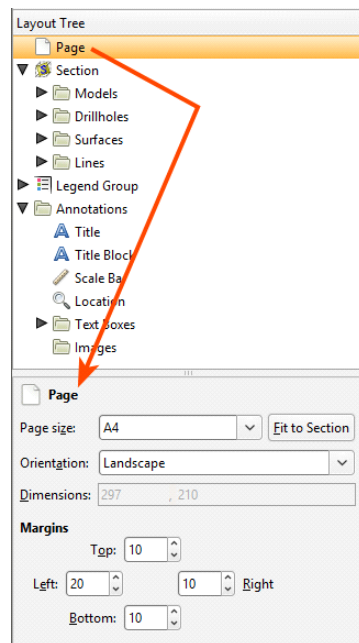 Layout Tree
Page
Section
Models
Drillholes
Surfaces
Lines
Legend Group
Annotations
Title
Title Block
Scale Bar
Location
Text Boxes
Images
Page
Page size: A4 Fit to Section
Orientation: Landscape
Dimensions: 297 , 210
Margins
Top: 10
Left: 20 10 Right
Bottom: 10